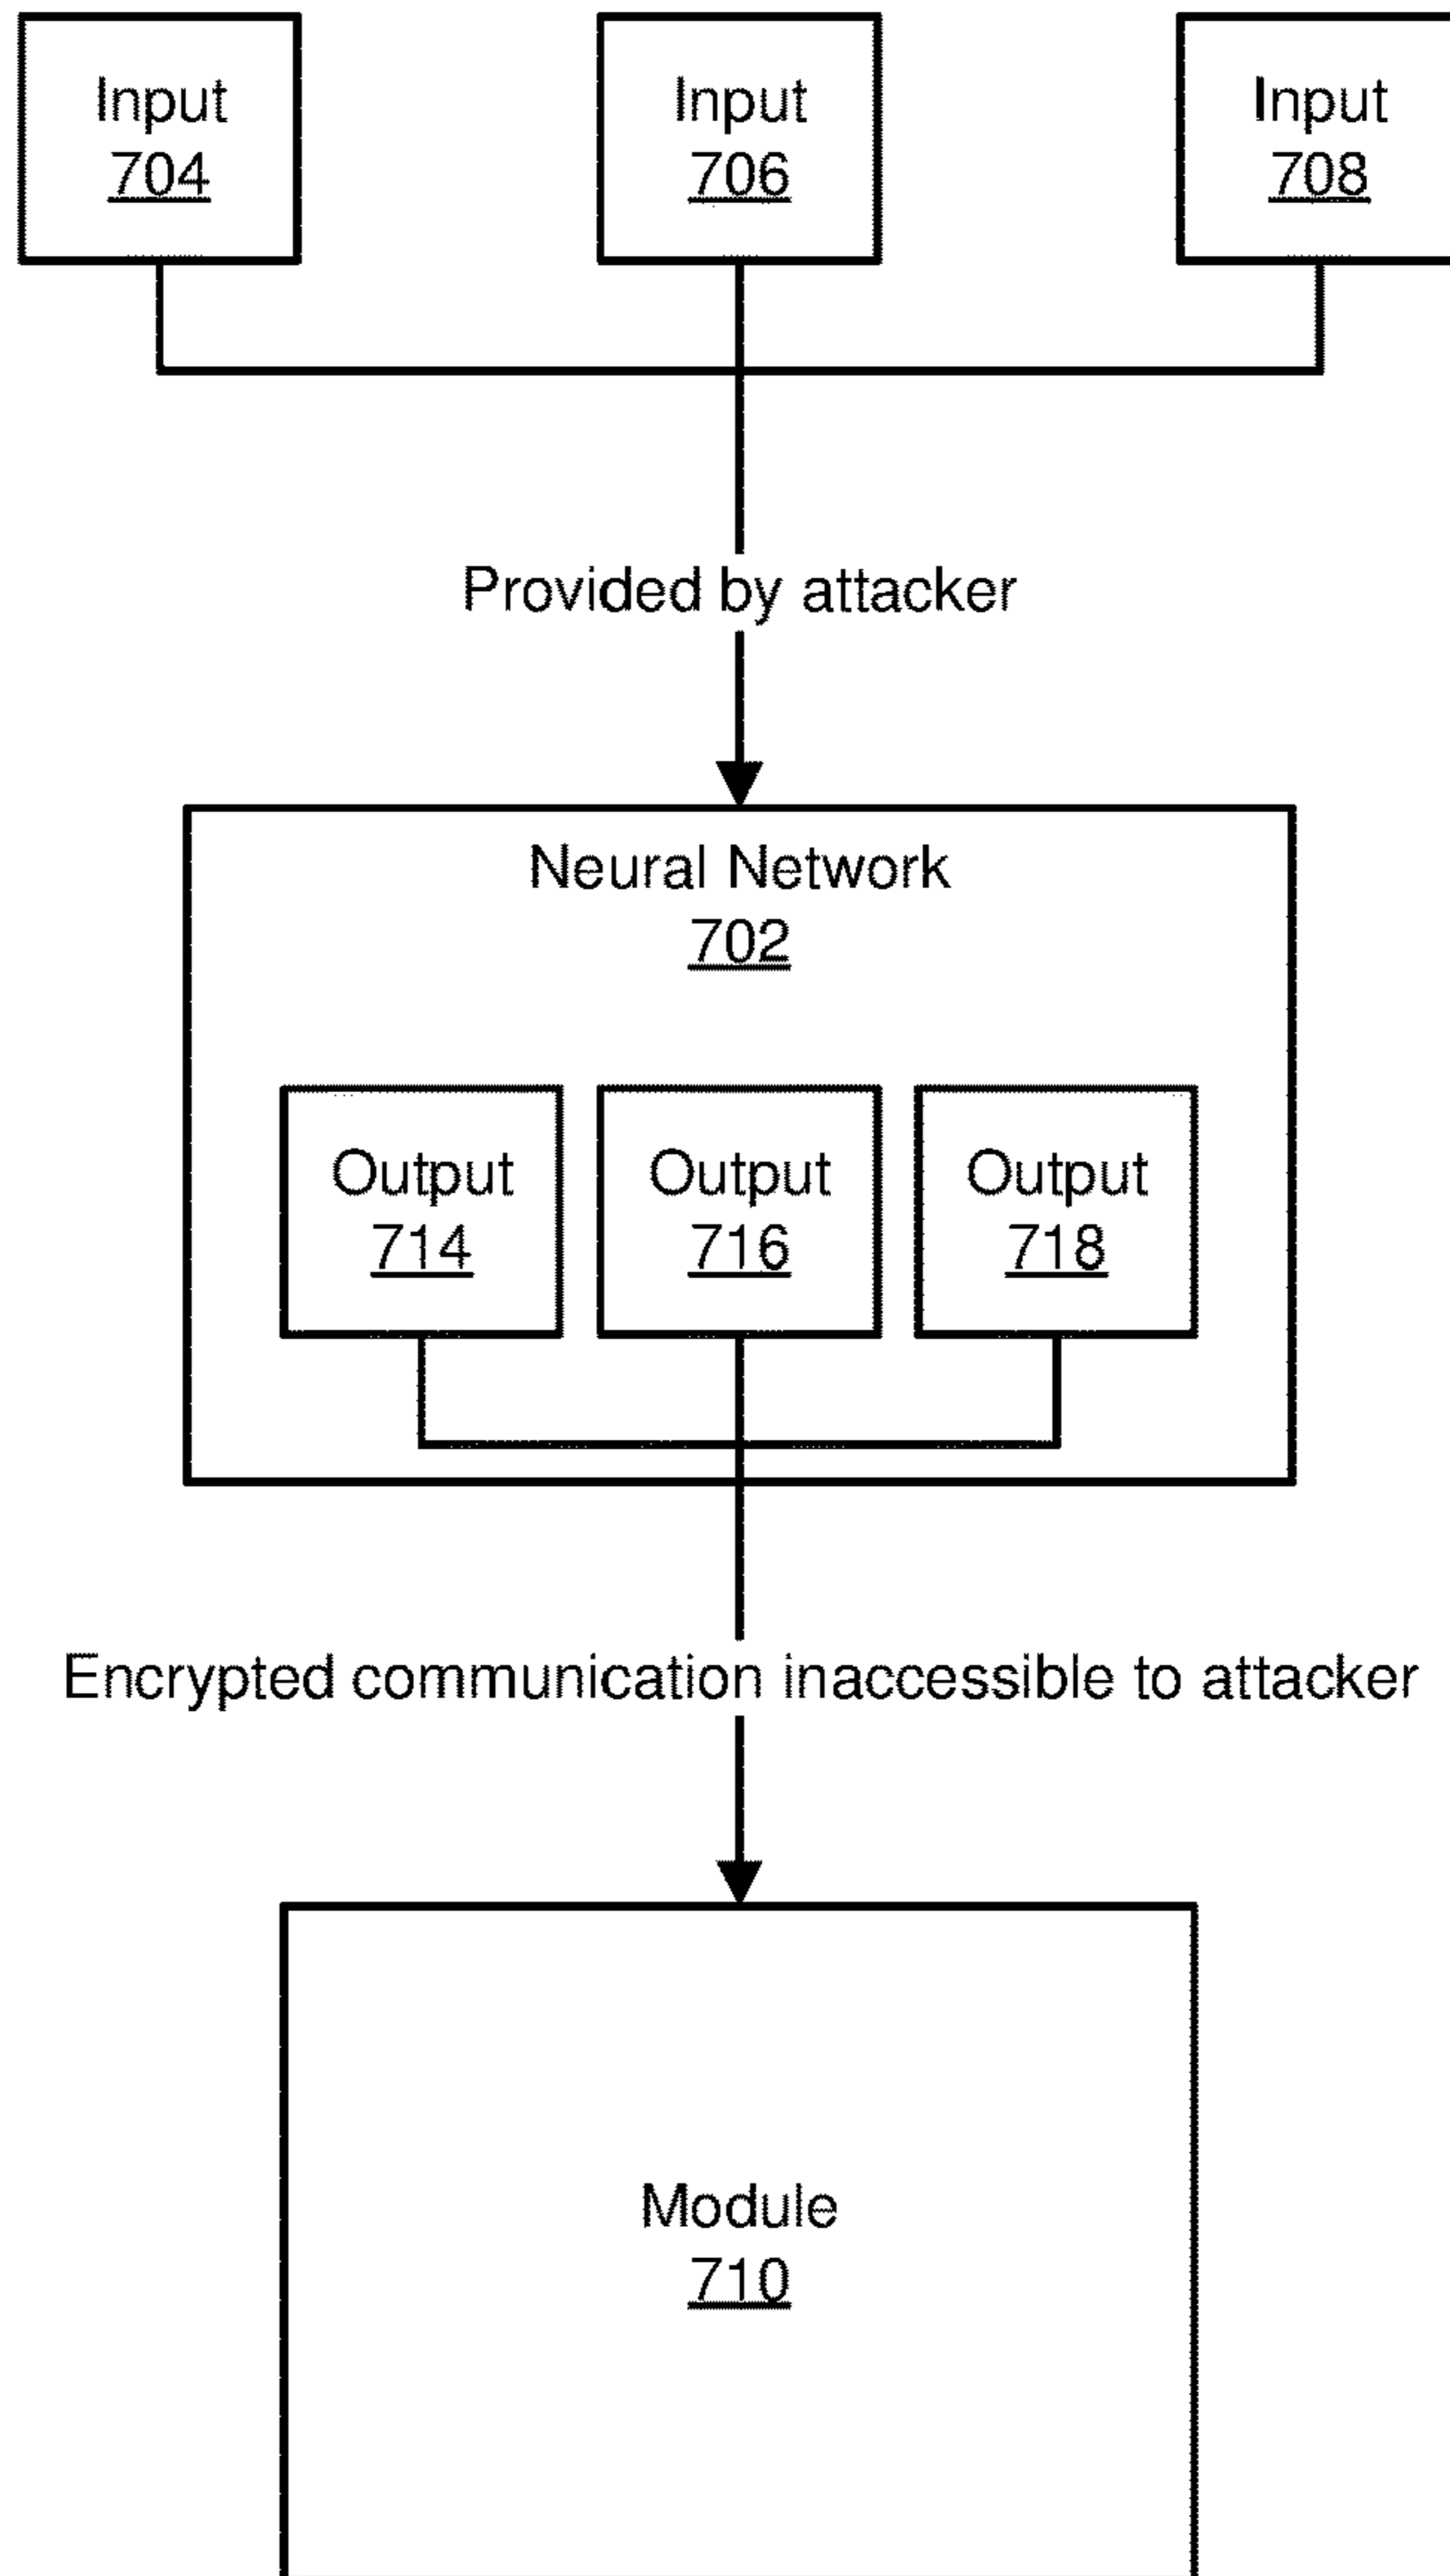 Input
704
Input
706
Input
708
Provided by attacker
Neural Network
702
Output
714
Output
716
Output
718
Encrypted communication inaccessible to attacker
Module
710